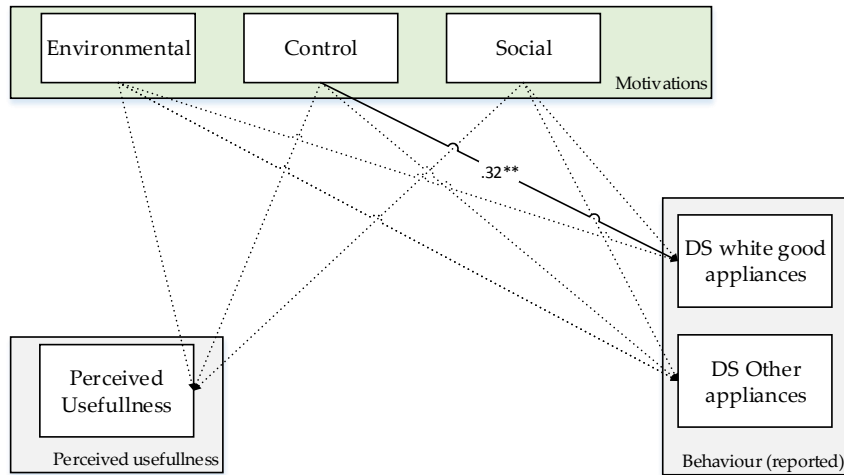 Environmental
Control
Social
Motivations
.32**
DS white good
appliances
DS Other
appliances
Behaviour (reported)
Perceived
Usefullness
Perceived usefullness